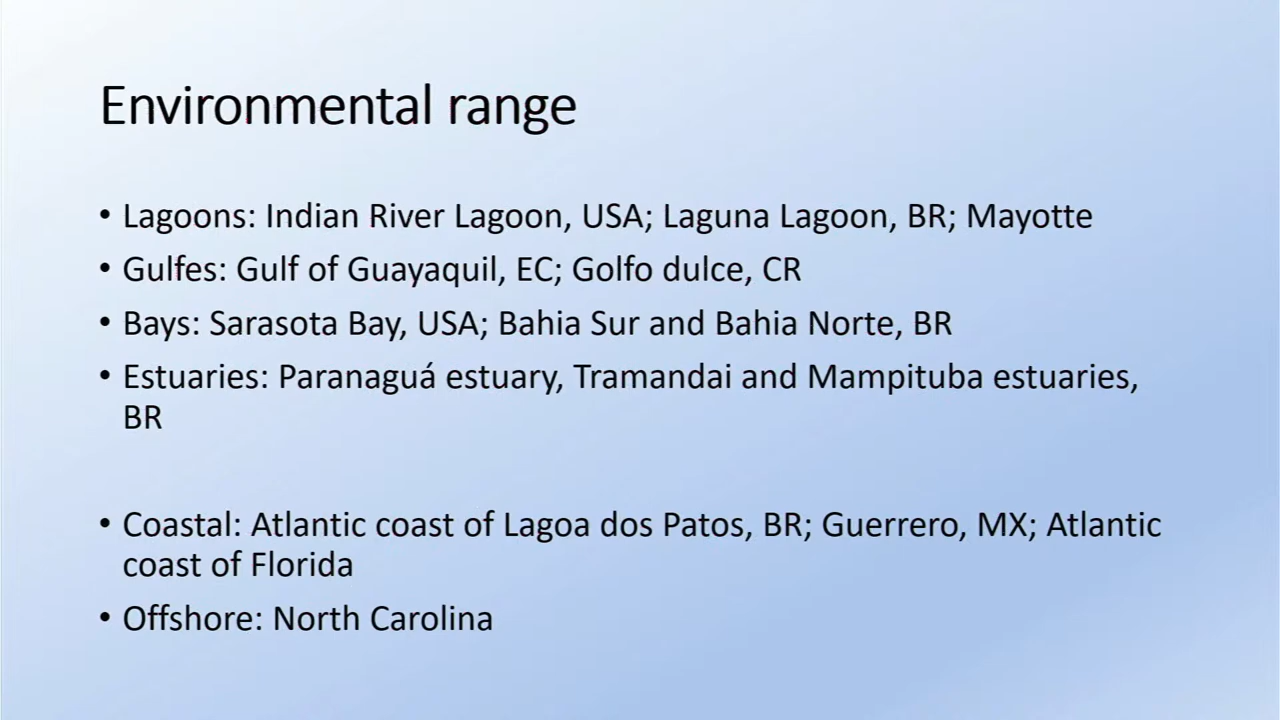 Environmental range
• Lagoons: Indian River Lagoon, USA; Laguna Lagoon, BR; Mayotte
• Gulfes: Gulf of Guayaquil, EC; Golfo dulce, CR
• Bays: Sarasota Bay, USA; Bahia Sur and Bahia Norte, BR
• Estuaries: Paranaguá estuary, Tramandai and Mampituba estuaries,
BR
• Coastal: Atlantic coast of Lagoa dos Patos, BR; Guerrero, MX; Atlantic
coast of Florida
• Offshore: North Carolina